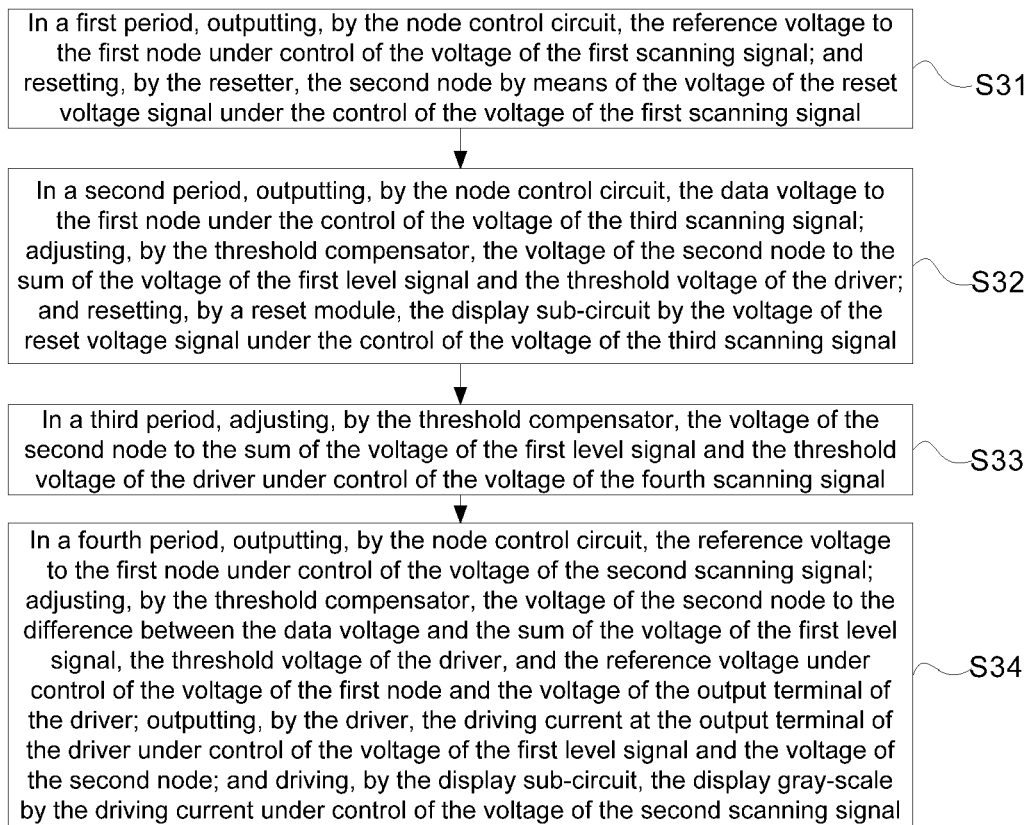 In a first period, outputting, by the node control circuit, the reference voltage to
the first node under control of the voltage of the first scanning signal; and
resetting, by the resetter, the second node by means of the voltage of the reset
voltage signal under the control of the voltage of the first scanning signal
S31
In a second period, outputting, by the node control circuit, the data voltage to
the first node under the control of the voltage of the third scanning signal;
adjusting, by the threshold compensator, the voltage of the second node to the
sum of the voltage of the first level signal and the threshold voltage of the driver;
and resetting, by a reset module, the display sub-circuit by the voltage of the
reset voltage signal under the control of the voltage of the third scanning signal
S32
In a third period, adjusting, by the threshold compensator, the voltage of the
second node to the sum of the voltage of the first level signal and the threshold
voltage of the driver under control of the voltage of the fourth scanning signal
S33
In a fourth period, outputting, by the node control circuit, the reference voltage
to the first node under control of the voltage of the second scanning signal;
adjusting, by the threshold compensator, the voltage of the second node to the
difference between the data voltage and the sum of the voltage of the first level
signal, the threshold voltage of the driver, and the reference voltage under
control of the voltage of the first node and the voltage of the output terminal of
the driver; outputting, by the driver, the driving current at the output terminal of
the driver under control of the voltage of the first level signal and the voltage of
the second node; and driving, by the display sub-circuit, the display gray-scale
by the driving current under control of the voltage of the second scanning signal
S34